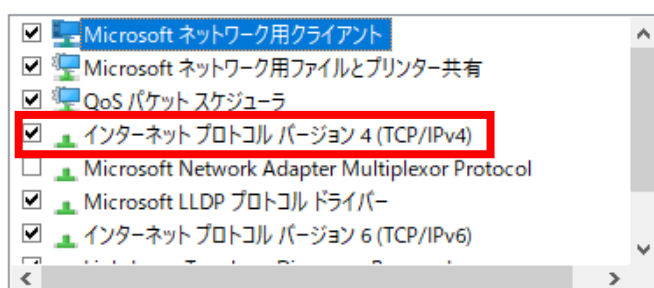 Microsoft ネットワーク用クライアント
Microsoft ネットワーク用ファイルとプリンター共有
QoS パケット スケジューラ
インターネット プロトコル バージョン 4 (TCP/IPv4)
Microsoft Network Adapter Multiplexor Protocol
Microsoft LLDP プロトコル ドライバー
インターネット プロトコル バージョン 6 (TCP/IPv6)